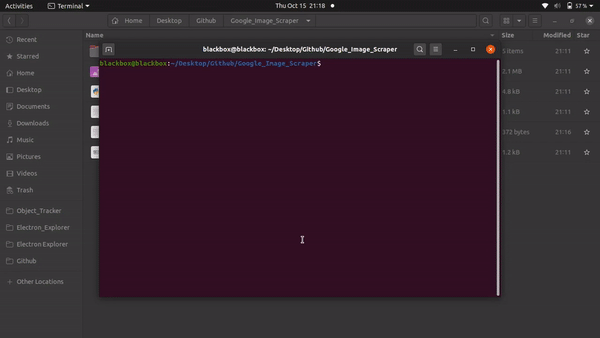 Activities Terminal Thu Oct 15 21:18 57%
Home Desktop Github Google_Image_Scraper
Recent
Starred
Home
Desktop
Documents
Downloads
Music
Pictures
Videos
Trash
Object_Tracker
Electron_Explorer
Electron Explorer
Github
+ Other Locations
Name Size Modified Star
5 items 21:11
2.1 MB 21:11
4.8 kB 21:11
1.1 kB 21:11
372 bytes 21:16
1.2 kB 21:11
blackbox@blackbox: ~/Desktop/Github/Google_Image_Scraper
blackbox@blackbox:~/Desktop/Github/Google_Image_Scraper$